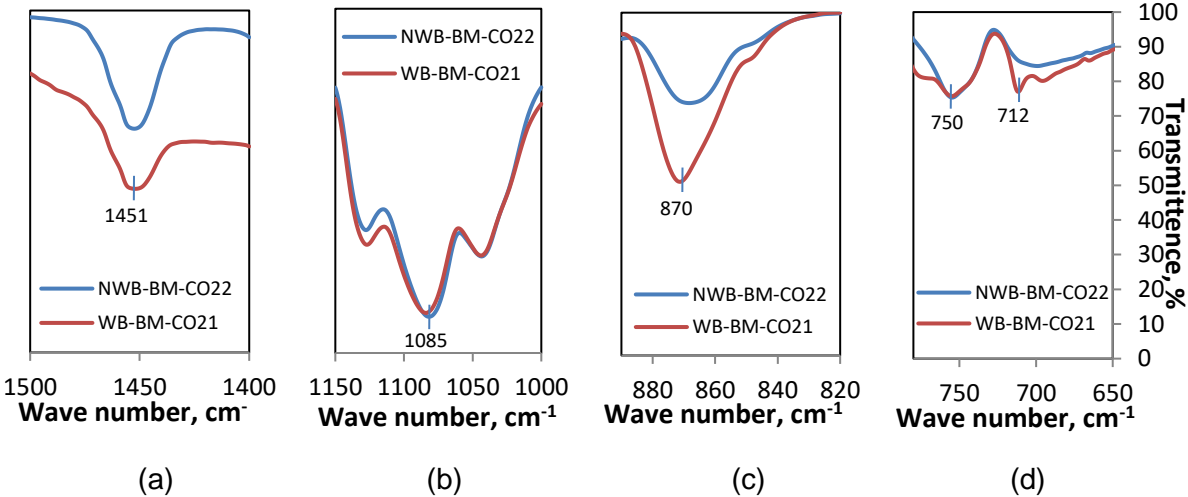 1451
NWB-BM-CO22
WB-BM-CO21
1500 1450 1400
Wave number, cm-
(a)
NWB-BM-CO22
WB-BM-CO21
1085
1150 1100 1050 1000
Wave number, cm-1
(b)
870
NWB-BM-CO22
WB-BM-CO21
880 860 840 820
Wave number, cm-1
(c)
750 712
NWB-BM-CO22
WB-BM-CO21
100
90
80
70
60
50
40
30
20
10
0
Transmittence, %
750 700 650
Wave number, cm-1
(d)